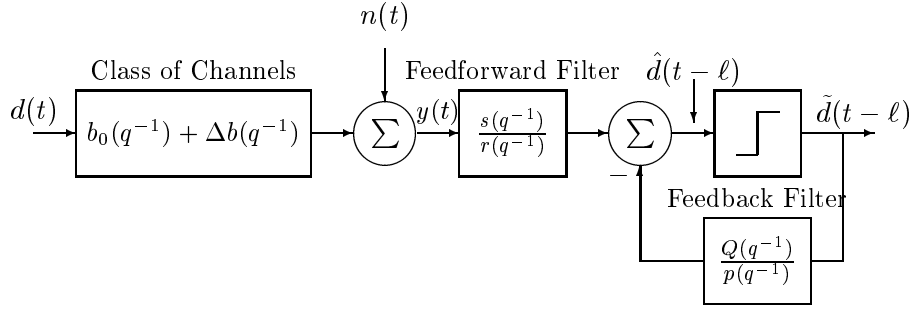 n(t)
Class of Channels
Feedforward Filter
d̂(t − ℓ)
d(t)
b₀(q⁻¹) + Δb(q⁻¹)
∑
y(t)
s(q⁻¹)
r(q⁻¹)
∑
d̃(t − ℓ)
−
Feedback Filter
Q(q⁻¹)
p(q⁻¹)